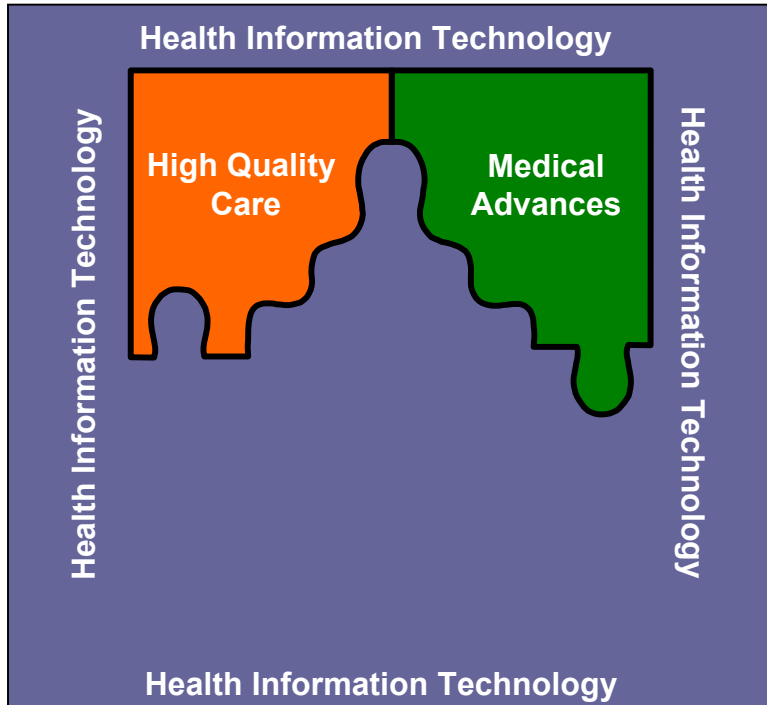 Health Information Technology
Health Information Technology
High Quality
Care
Medical
Advances
Health Information Technology
Health Information Technology